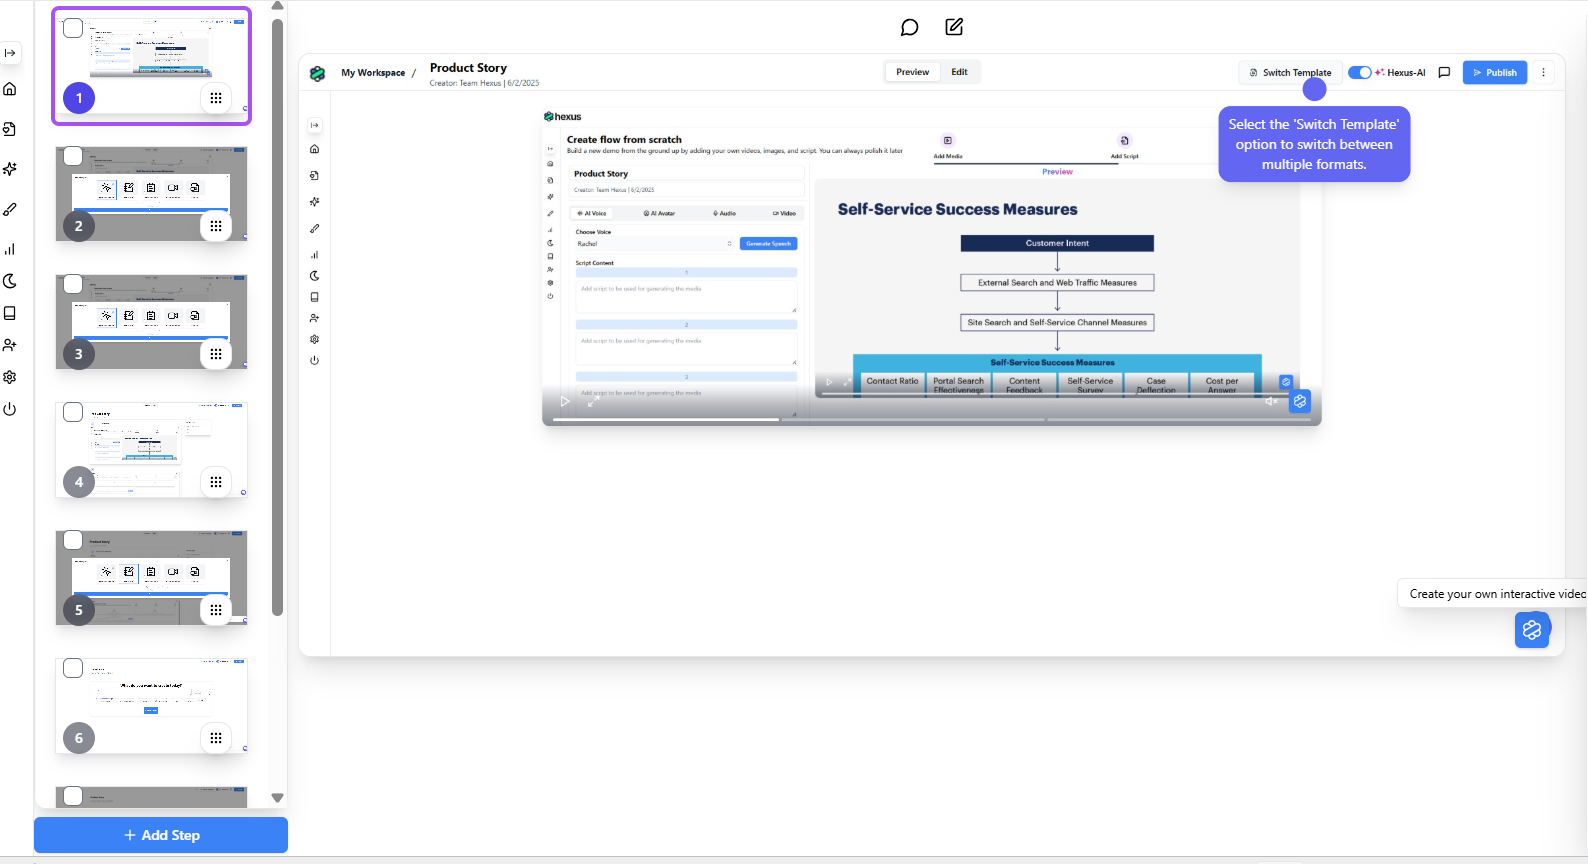 1
2
3
4
5
6
+ Add Step
My Workspace /
Product Story
Creator: Team Hexus | 6/2/2025
Preview
Edit
Switch Template
Hexus-AI
Publish
Select the 'Switch Template'
option to switch between
multiple formats.
hexus
Create flow from scratch
Build a new demo from the ground up by adding your own videos, images, and script. You can always polish it later
Add Media
Add Script
Product Story
Creator: Team Hexus | 6/2/2025
AI Voice
AI Avatar
Audio
Video
Choose Voice
Rachel
Generate Speech
Script Content
1
Add script to be used for generating the media
2
Add script to be used for generating the media
3
Add script to be used for generating the media
Preview
Self-Service Success Measures
Customer Intent
External Search and Web Traffic Measures
Site Search and Self-Service Channel Measures
Self-Service Success Measures
Contact Ratio
Portal Search
Effectiveness
Content
Feedback
Self-Service
Survey
Case
Deflection
Cost per
Answer
Create your own interactive video